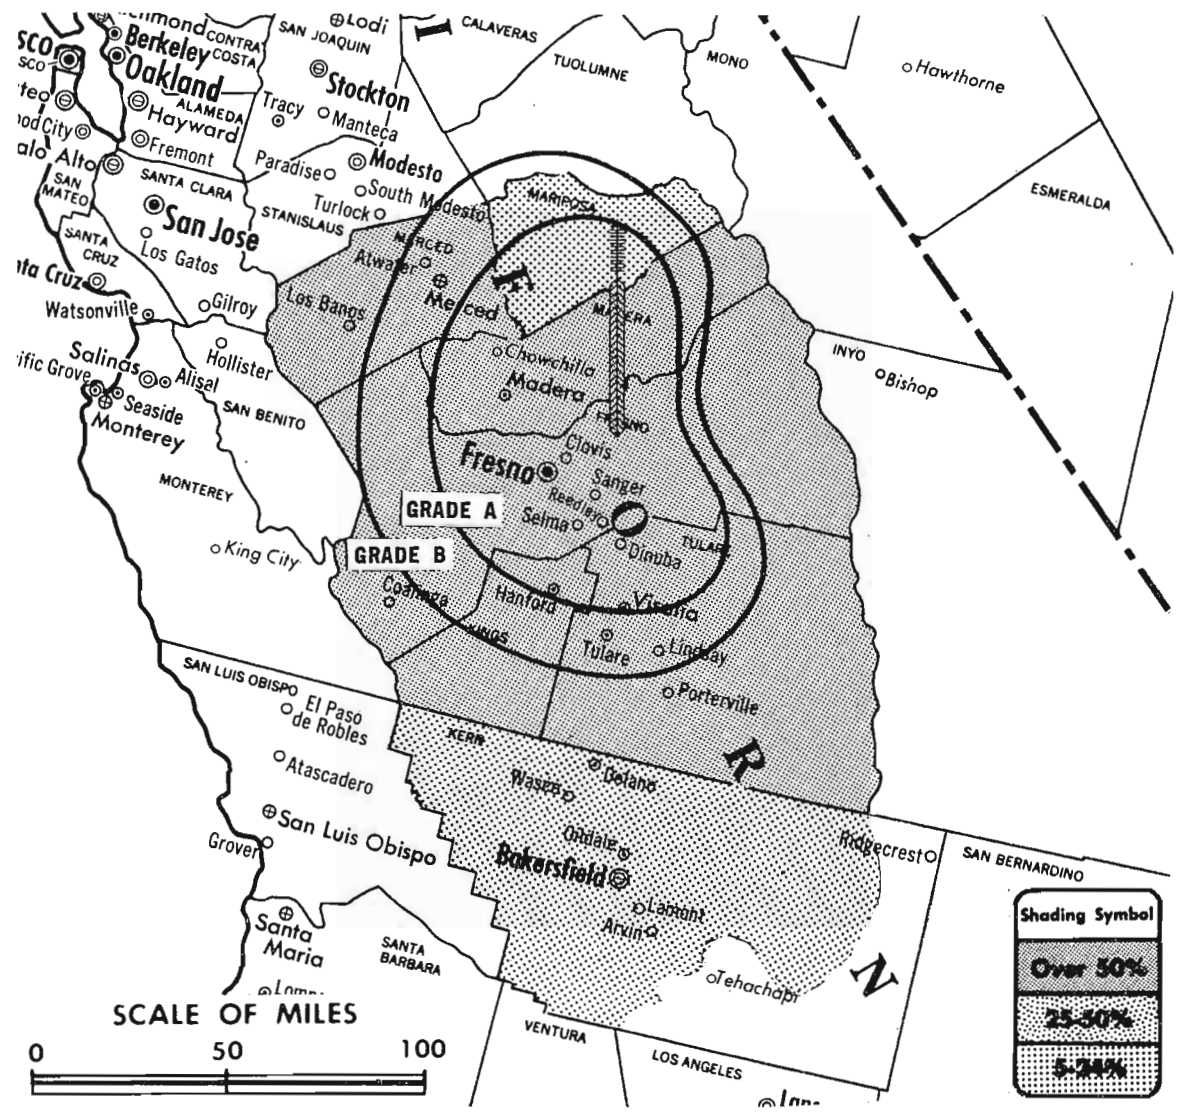 Lodi
CALAVERAS
SAN JOAQUIN
CONTRA
COSTA
Berkeley
Oakland
TUOLUMNE
MONO
Hawthorne
Stockton
ALAMEDA
Hayward
Tracy
Manteca
Fremont
Paradise
Modesto
Alto
SAN
MATEO
SANTA CLARA
South Modesto
Turlock
STANISLAUS
MARIPOSA
ESMERALDA
San Jose
SANTA
CRUZ
Los Gatos
MERCED
Atwater
Merced
Los Banos
Gilroy
Watsonville
MADERA
Hollister
Salinas
Alisal
Chowchilla
Madera
INYO
Bishop
Seaside
Monterey
SAN BENITO
FRESNO
Clovis
Fresno
Sanger
Reedley
Selma
MONTEREY
GRADE A
King City
GRADE B
TULARE
Dinuba
Coalinga
Hanford
Visalia
KINGS
Tulare
Lindsay
Porterville
SAN LUIS OBISPO
El Paso
de Robles
KERN
Atascadero
Wasco
Delano
San Luis Obispo
Grover
Oildale
Bakersfield
Ridgecrest
SAN BERNARDINO
Lamont
Arvin
Santa
Maria
SANTA
BARBARA
Tehachapi
VENTURA
LOS ANGELES
SCALE OF MILES
0 50 100
Shading Symbol
Over 50%
25-50%
5-24%